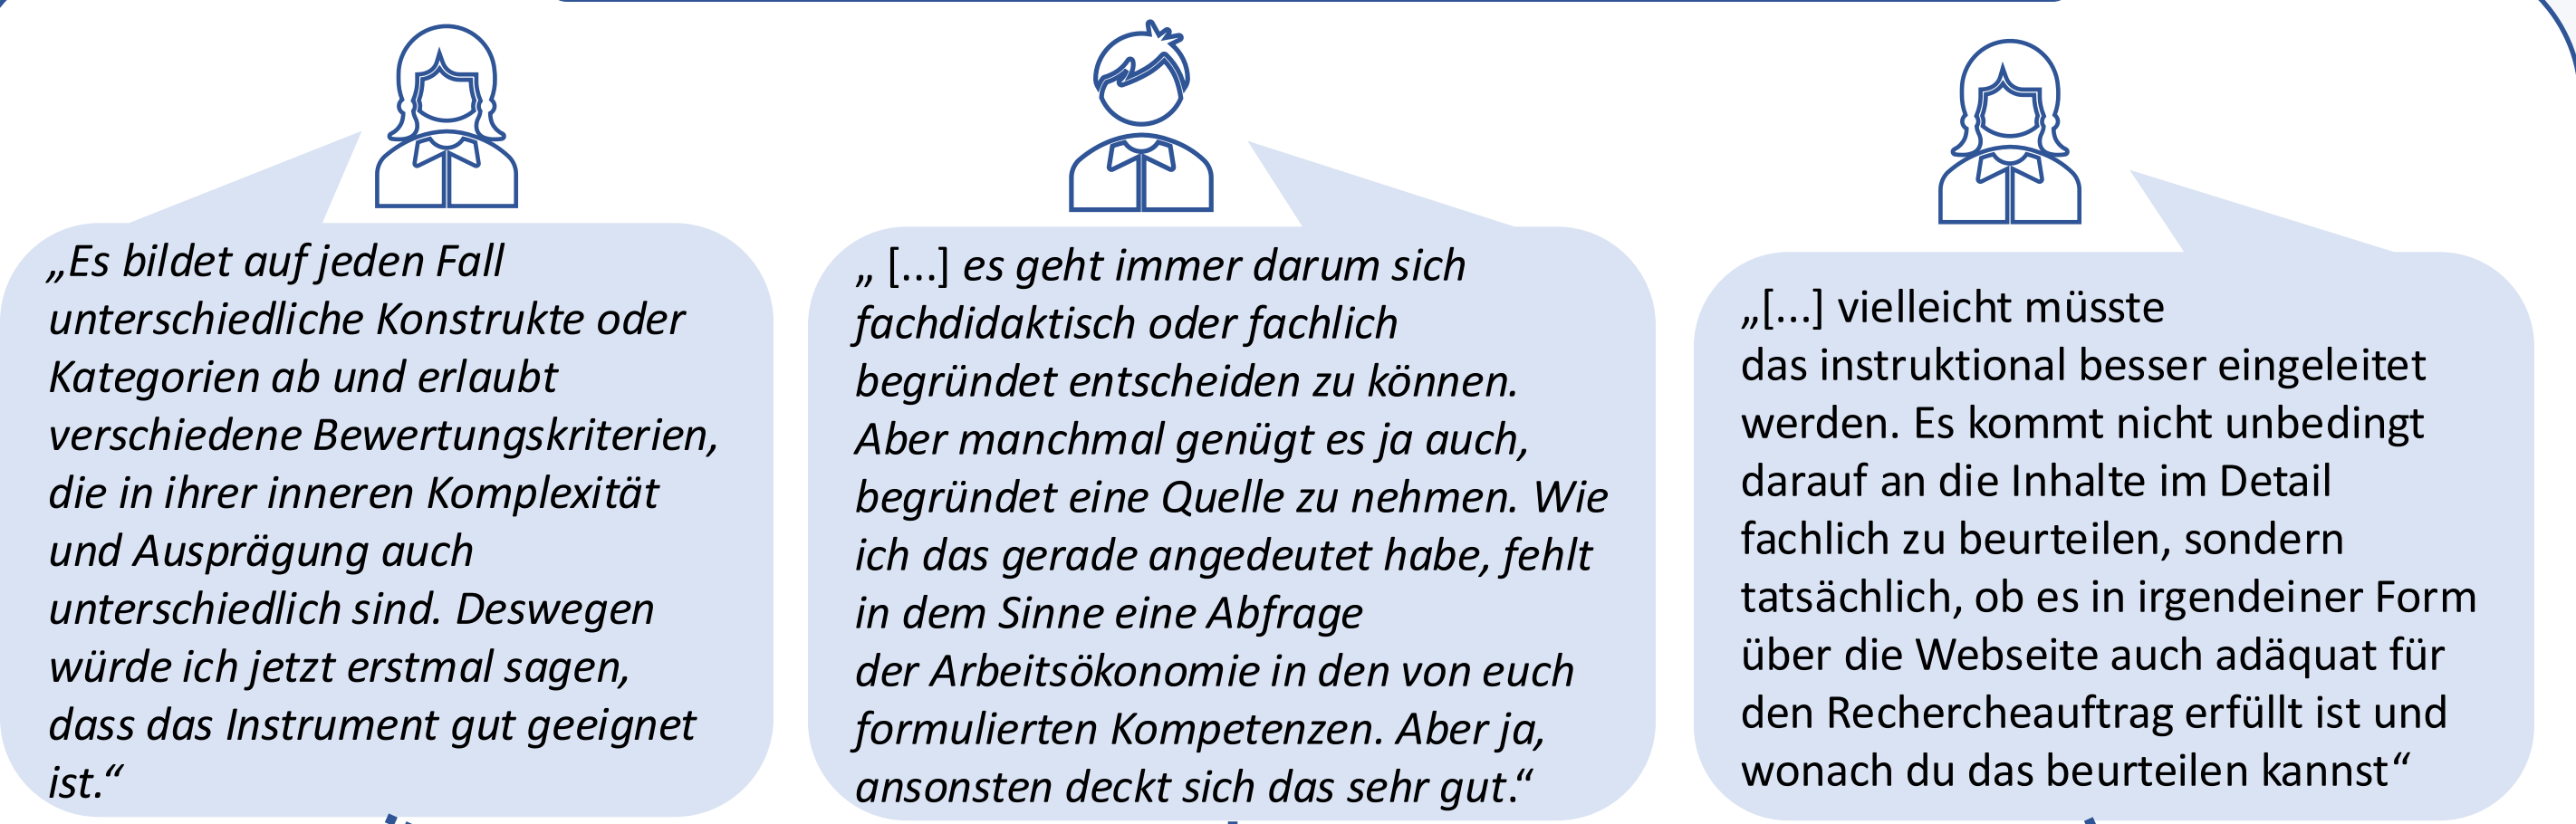 „Es bildet auf jeden Fall
unterschiedliche Konstrukte oder
Kategorien ab und erlaubt
verschiedene Bewertungskriterien,
die in ihrer inneren Komplexität
und Ausprägung auch
unterschiedlich sind. Deswegen
würde ich jetzt erstmal sagen,
dass das Instrument gut geeignet
ist.“
„ [...] es geht immer darum sich
fachdidaktisch oder fachlich
begründet entscheiden zu können.
Aber manchmal genügt es ja auch,
begründet eine Quelle zu nehmen. Wie
ich das gerade angedeutet habe, fehlt
in dem Sinne eine Abfrage
der Arbeitsökonomie in den von euch
formulierten Kompetenzen. Aber ja,
ansonsten deckt sich das sehr gut.“
„[...] vielleicht müsste
das instruktional besser eingeleitet
werden. Es kommt nicht unbedingt
darauf an die Inhalte im Detail
fachlich zu beurteilen, sondern
tatsächlich, ob es in irgendeiner Form
über die Webseite auch adäquat für
den Rechercheauftrag erfüllt ist und
wonach du das beurteilen kannst“